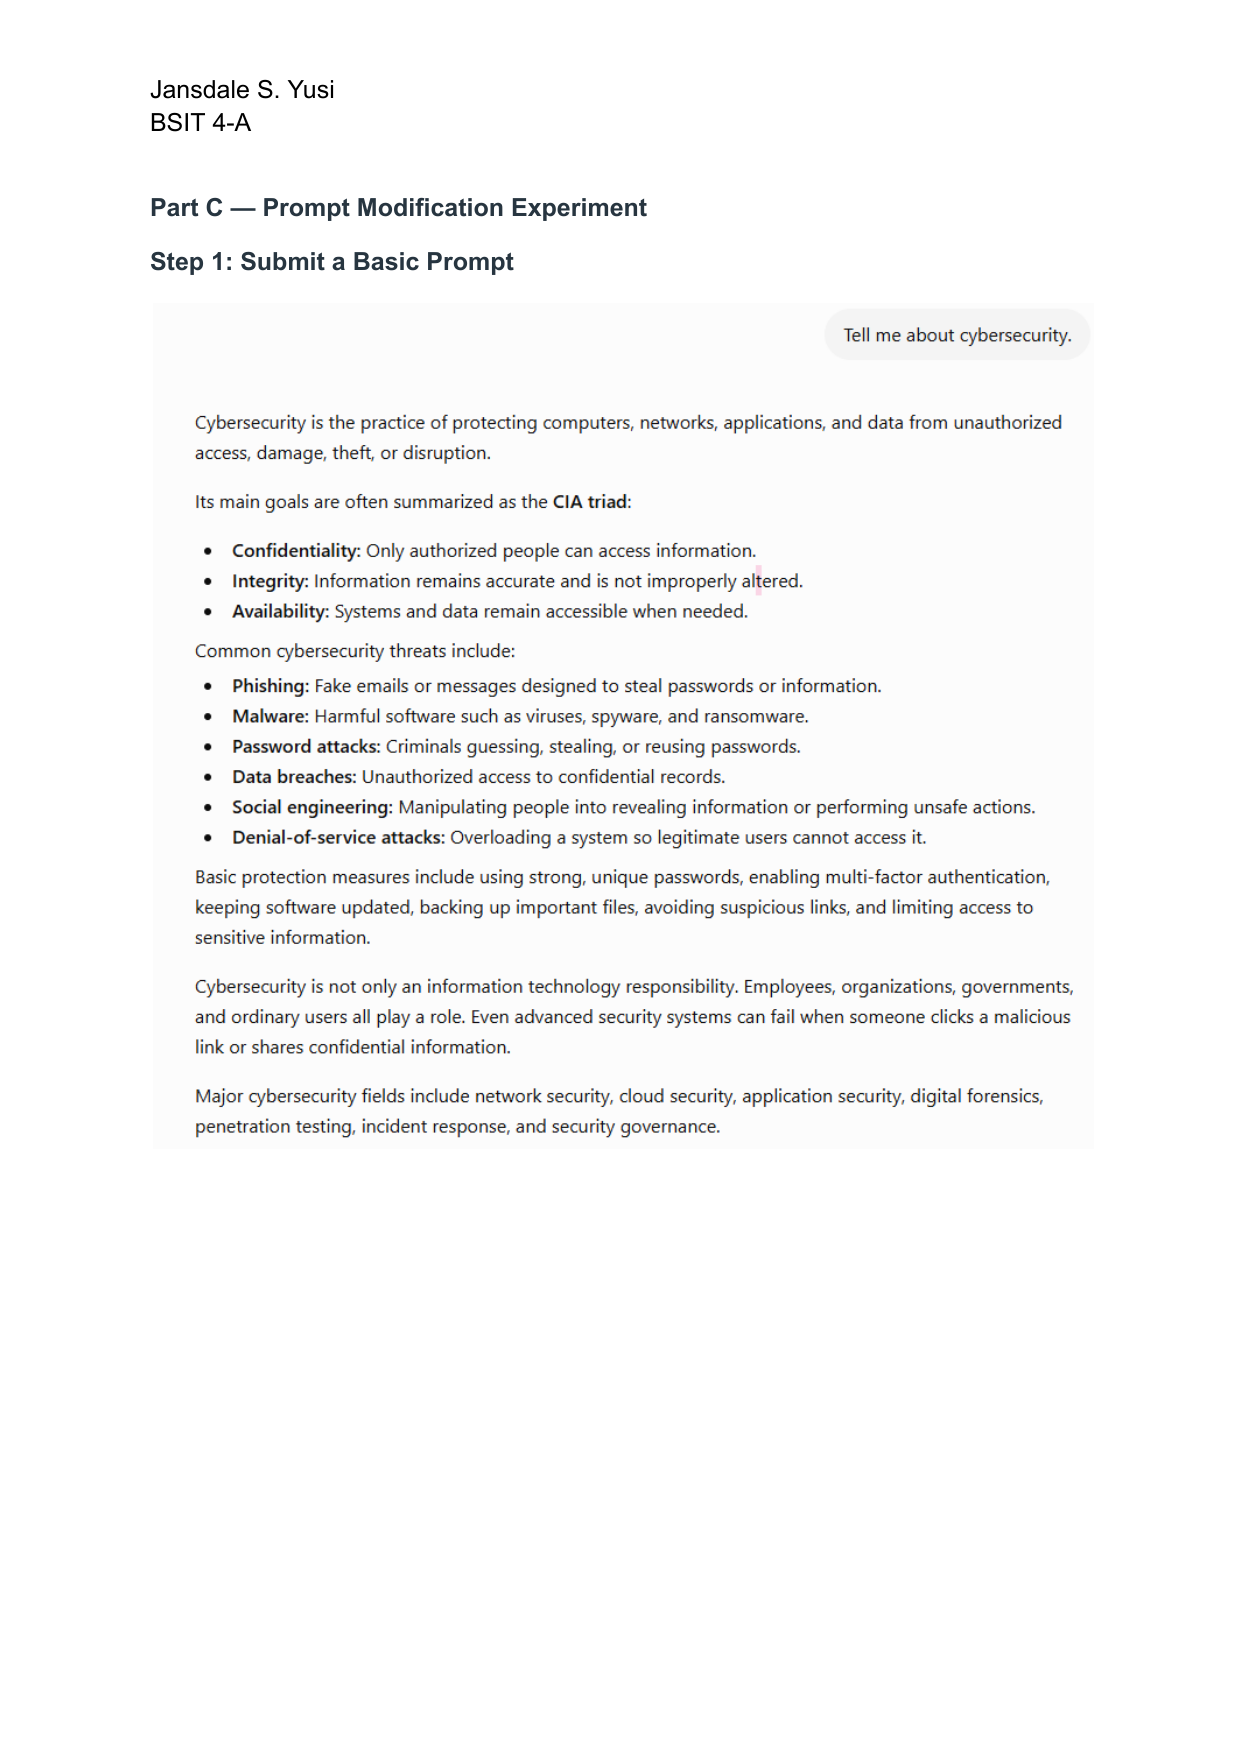 Jansdale S. Yusi
BSIT 4-A
Part C — Prompt Modification Experiment
Step 1: Submit a Basic Prompt
Tell me about cybersecurity.
Cybersecurity is the practice of protecting computers, networks, applications, and data from unauthorized
access, damage, theft, or disruption.
Its main goals are often summarized as the CIA triad:
• Confidentiality: Only authorized people can access information.
• Integrity: Information remains accurate and is not improperly altered.
• Availability: Systems and data remain accessible when needed.
Common cybersecurity threats include:
• Phishing: Fake emails or messages designed to steal passwords or information.
• Malware: Harmful software such as viruses, spyware, and ransomware.
• Password attacks: Criminals guessing, stealing, or reusing passwords.
• Data breaches: Unauthorized access to confidential records.
• Social engineering: Manipulating people into revealing information or performing unsafe actions.
• Denial-of-service attacks: Overloading a system so legitimate users cannot access it.
Basic protection measures include using strong, unique passwords, enabling multi-factor authentication,
keeping software updated, backing up important files, avoiding suspicious links, and limiting access to
sensitive information.
Cybersecurity is not only an information technology responsibility. Employees, organizations, governments,
and ordinary users all play a role. Even advanced security systems can fail when someone clicks a malicious
link or shares confidential information.
Major cybersecurity fields include network security, cloud security, application security, digital forensics,
penetration testing, incident response, and security governance.